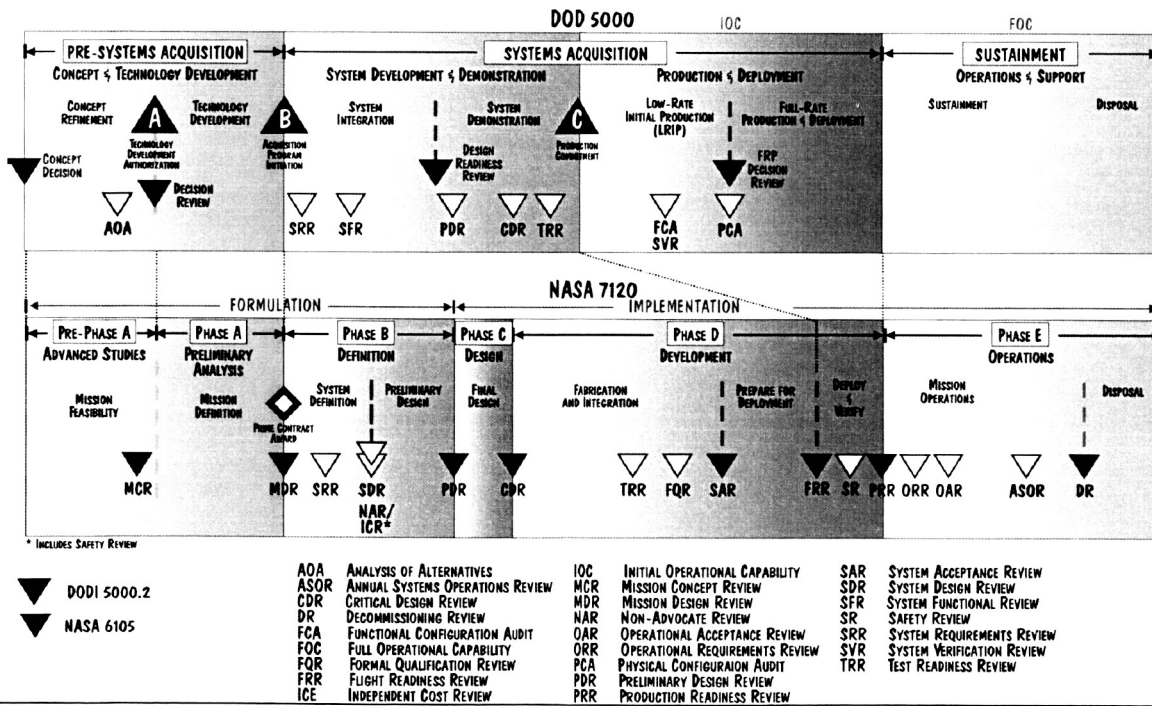 DOD 5000
IOC
FOC
PRE-SYSTEMS ACQUISITION
SYSTEMS ACQUISITION
SUSTAINMENT
CONCEPT & TECHNOLOGY DEVELOPMENT
SYSTEM DEVELOPMENT & DEMONSTRATION
PRODUCTION & DEPLOYMENT
OPERATIONS & SUPPORT
CONCEPT
REFINEMENT
A
TECHNOLOGY
DEVELOPMENT
B
SYSTEM
INTEGRATION
SYSTEM
DEMONSTRATION
C
LOW-RATE
INITIAL PRODUCTION
(LRIP)
FULL-RATE
PRODUCTION & DEPLOYMENT
SUSTAINMENT
DISPOSAL
CONCEPT
DECISION
TECHNOLOGY
DEVELOPMENT
AUTHORIZATION
ACQUISITION
PROGRAM
INITIATION
DESIGN
READINESS
REVIEW
PRODUCTION
COMMITMENT
FRP
DECISION
REVIEW
DECISION
REVIEW
AOA
SRR
SFR
PDR
CDR
TRR
FCA
SVR
PCA
NASA 7120
FORMULATION
IMPLEMENTATION
PRE-PHASE A
PHASE A
PHASE B
PHASE C
PHASE D
PHASE E
ADVANCED STUDIES
PRELIMINARY
ANALYSIS
DEFINITION
DESIGN
DEVELOPMENT
OPERATIONS
MISSION
FEASIBILITY
MISSION
DEFINITION
PRIME CONTRACT
AWARD
SYSTEM
DEFINITION
PRELIMINARY
DESIGN
FINAL
DESIGN
FABRICATION
AND INTEGRATION
PREPARE FOR
DEPLOYMENT
DEPLOY
&
VERIFY
MISSION
OPERATIONS
DISPOSAL
MCR
MDR
SRR
SDR
NAR/
ICR*
PDR
CDR
TRR
FQR
SAR
FRR
SR
PRR
ORR
OAR
ASOR
DR
* INCLUDES SAFETY REVIEW
DODI 5000.2
NASA 6105
AOA ANALYSIS OF ALTERNATIVES
ASOR ANNUAL SYSTEMS OPERATIONS REVIEW
CDR CRITICAL DESIGN REVIEW
DR DECOMMISSIONING REVIEW
FCA FUNCTIONAL CONFIGURATION AUDIT
FOC FULL OPERATIONAL CAPABILITY
FQR FORMAL QUALIFICATION REVIEW
FRR FLIGHT READINESS REVIEW
ICE INDEPENDENT COST REVIEW
IOC INITIAL OPERATIONAL CAPABILITY
MCR MISSION CONCEPT REVIEW
MDR MISSION DESIGN REVIEW
NAR NON-ADVOCATE REVIEW
OAR OPERATIONAL ACCEPTANCE REVIEW
ORR OPERATIONAL REQUIREMENTS REVIEW
PCA PHYSICAL CONFIGURAION AUDIT
PDR PRELIMINARY DESIGN REVIEW
PRR PRODUCTION READINESS REVIEW
SAR SYSTEM ACCEPTANCE REVIEW
SDR SYSTEM DESIGN REVIEW
SFR SYSTEM FUNCTIONAL REVIEW
SR SAFETY REVIEW
SRR SYSTEM REQUIREMENTS REVIEW
SVR SYSTEM VERIFICATION REVIEW
TRR TEST READINESS REVIEW